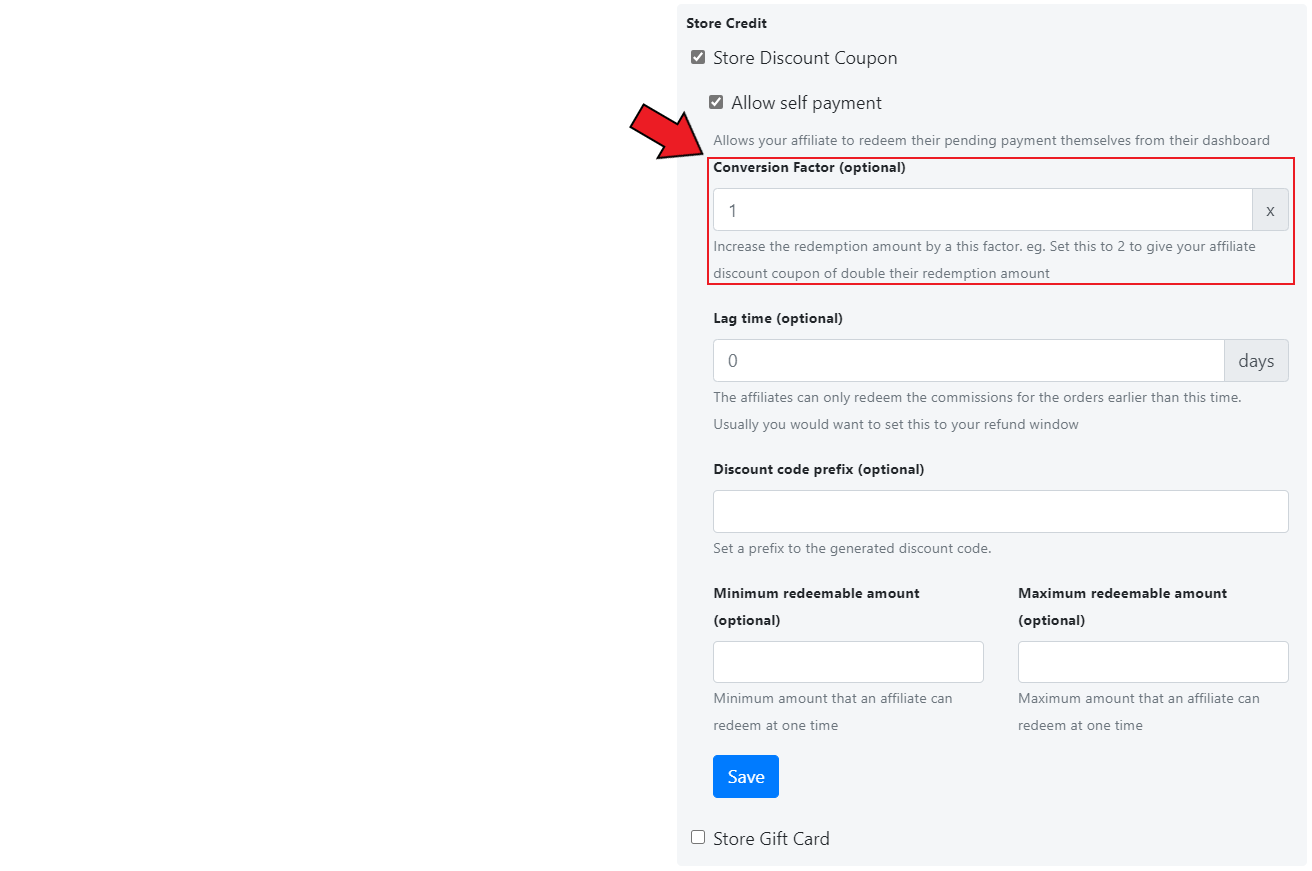 Store Credit
Store Discount Coupon
Allow self payment
Allows your affiliate to redeem their pending payment themselves from their dashboard
Conversion Factor (optional)
1
x
Increase the redemption amount by a this factor. eg. Set this to 2 to give your affiliate
discount coupon of double their redemption amount
Lag time (optional)
0
days
The affiliates can only redeem the commissions for the orders earlier than this time.
Usually you would want to set this to your refund window
Discount code prefix (optional)
Set a prefix to the generated discount code.
Minimum redeemable amount
(optional)
Minimum amount that an affiliate can
redeem at one time
Maximum redeemable amount
(optional)
Maximum amount that an affiliate can
redeem at one time
Save
Store Gift Card